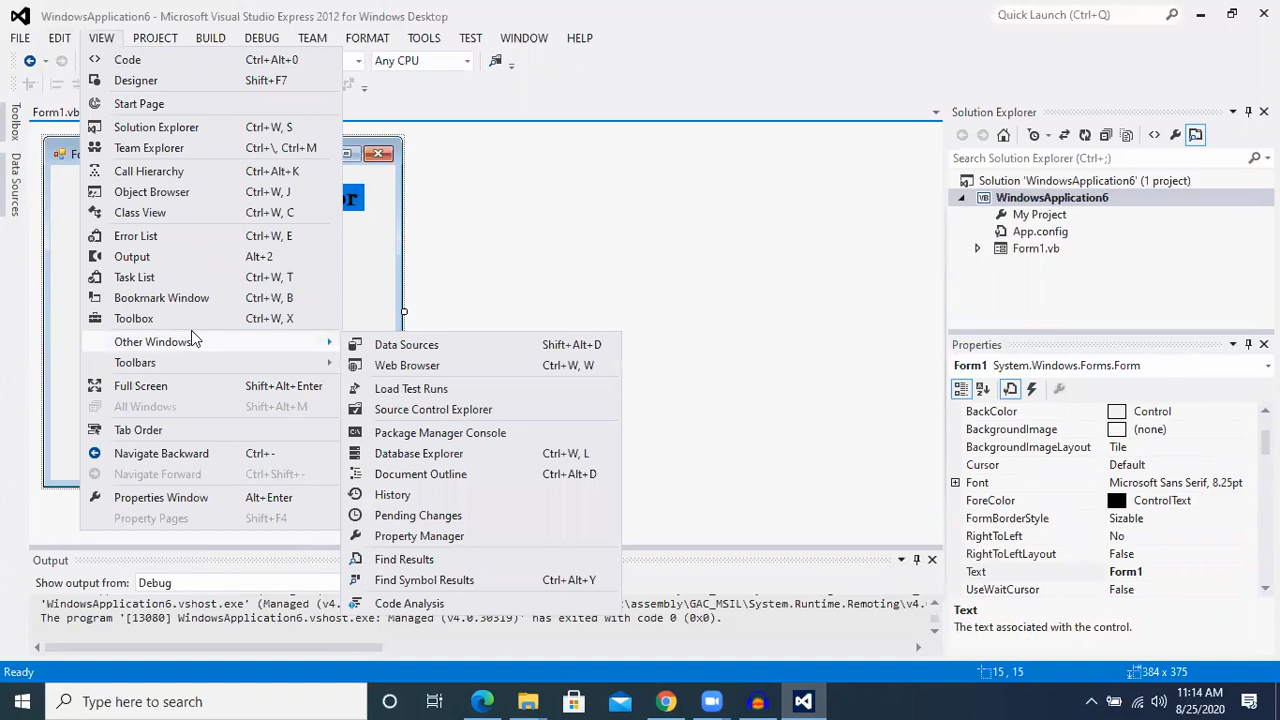 WindowsApplication6 - Microsoft Visual Studio Express 2012 for Windows Desktop
Quick Launch (Ctrl+Q)
FILE EDIT VIEW PROJECT BUILD DEBUG TEAM FORMAT TOOLS TEST WINDOW HELP
Any CPU
Code Ctrl+Alt+0
Designer Shift+F7
Start Page
Solution Explorer Ctrl+W, S
Team Explorer Ctrl+\, Ctrl+M
Call Hierarchy Ctrl+Alt+K
Object Browser Ctrl+W, J
Class View Ctrl+W, C
Error List Ctrl+W, E
Output Alt+2
Task List Ctrl+W, T
Bookmark Window Ctrl+W, B
Toolbox Ctrl+W, X
Other Windows
Toolbars
Full Screen Shift+Alt+Enter
All Windows Shift+Alt+M
Tab Order
Navigate Backward Ctrl+-
Navigate Forward Ctrl+Shift+-
Properties Window Alt+Enter
Property Pages Shift+F4
Data Sources Shift+Alt+D
Web Browser Ctrl+W, W
Load Test Runs
Source Control Explorer
Package Manager Console
Database Explorer Ctrl+W, L
Document Outline Ctrl+Alt+D
History
Pending Changes
Property Manager
Find Results
Find Symbol Results Ctrl+Alt+Y
Code Analysis
Toolbox
Data Sources
Form1.vb
Fo
or
Solution Explorer
Search Solution Explorer (Ctrl+;)
Solution 'WindowsApplication6' (1 project)
VB WindowsApplication6
My Project
App.config
Form1.vb
Properties
Form1 System.Windows.Forms.Form
BackColor Control
BackgroundImage (none)
BackgroundImageLayout Tile
Cursor Default
Font Microsoft Sans Serif, 8.25pt
ForeColor ControlText
FormBorderStyle Sizable
RightToLeft No
RightToLeftLayout False
Text Form1
UseWaitCursor False
Text
The text associated with the control.
Output
Show output from: Debug
'WindowsApplication6.vshost.exe' (Managed (v4. assembly\GAC_MSIL\System.Runtime.Remoting\v4.
The program '[13080] WindowsApplication6.vshost.exe: Managed (v4.0.30319)' has exited with code 0 (0x0).
Ready 15 , 15 384 x 375
Type here to search
11:14 AM
8/25/2020